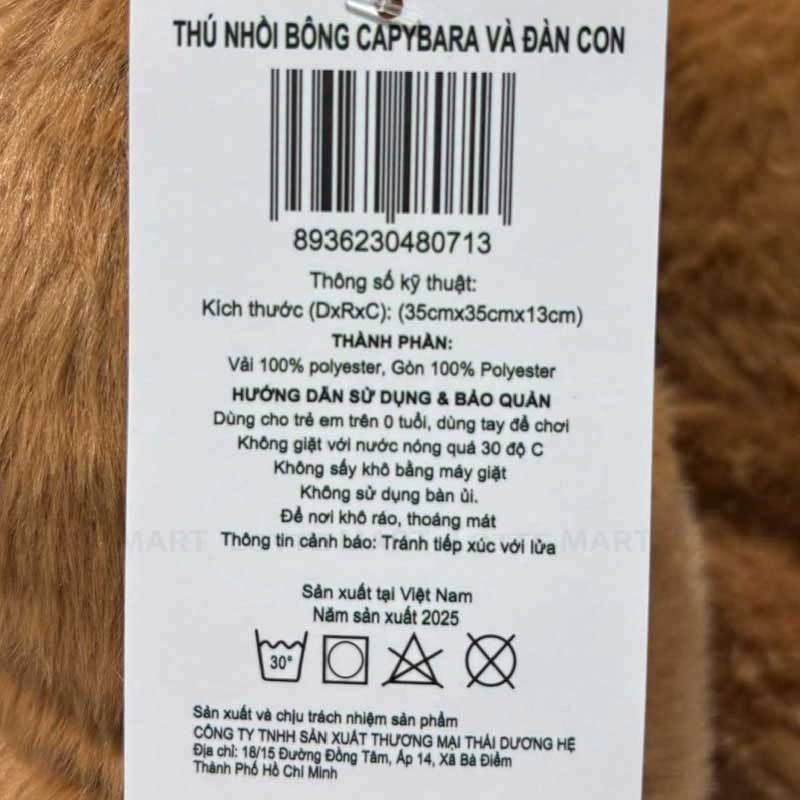 THÚ NHỒI BÔNG CAPYBARA VÀ ĐÀN CON
8936230480713
Thông số kỹ thuật:
Kích thước (DxRxC): (35cmx35cmx13cm)
THÀNH PHẦN:
Vải 100% polyester, Gòn 100% Polyester
HƯỚNG DẪN SỬ DỤNG & BẢO QUẢN
Dùng cho trẻ em trên 0 tuổi, dùng tay để chơi
Không giặt với nước nóng quá 30 độ C
Không sấy khô bằng máy giặt
Không sử dụng bàn ủi.
Để nơi khô ráo, thoáng mát
MART MART
Thông tin cảnh báo: Tránh tiếp xúc với lửa
Sản xuất tại Việt Nam
Năm sản xuất 2025
30°
Sản xuất và chịu trách nhiệm sản phẩm
CÔNG TY TNHH SẢN XUẤT THƯƠNG MẠI THÁI DƯƠNG HỆ
Địa chỉ: 18/15 Đường Đồng Tâm, Ấp 14, Xã Bà Điểm
Thành Phố Hồ Chí Minh